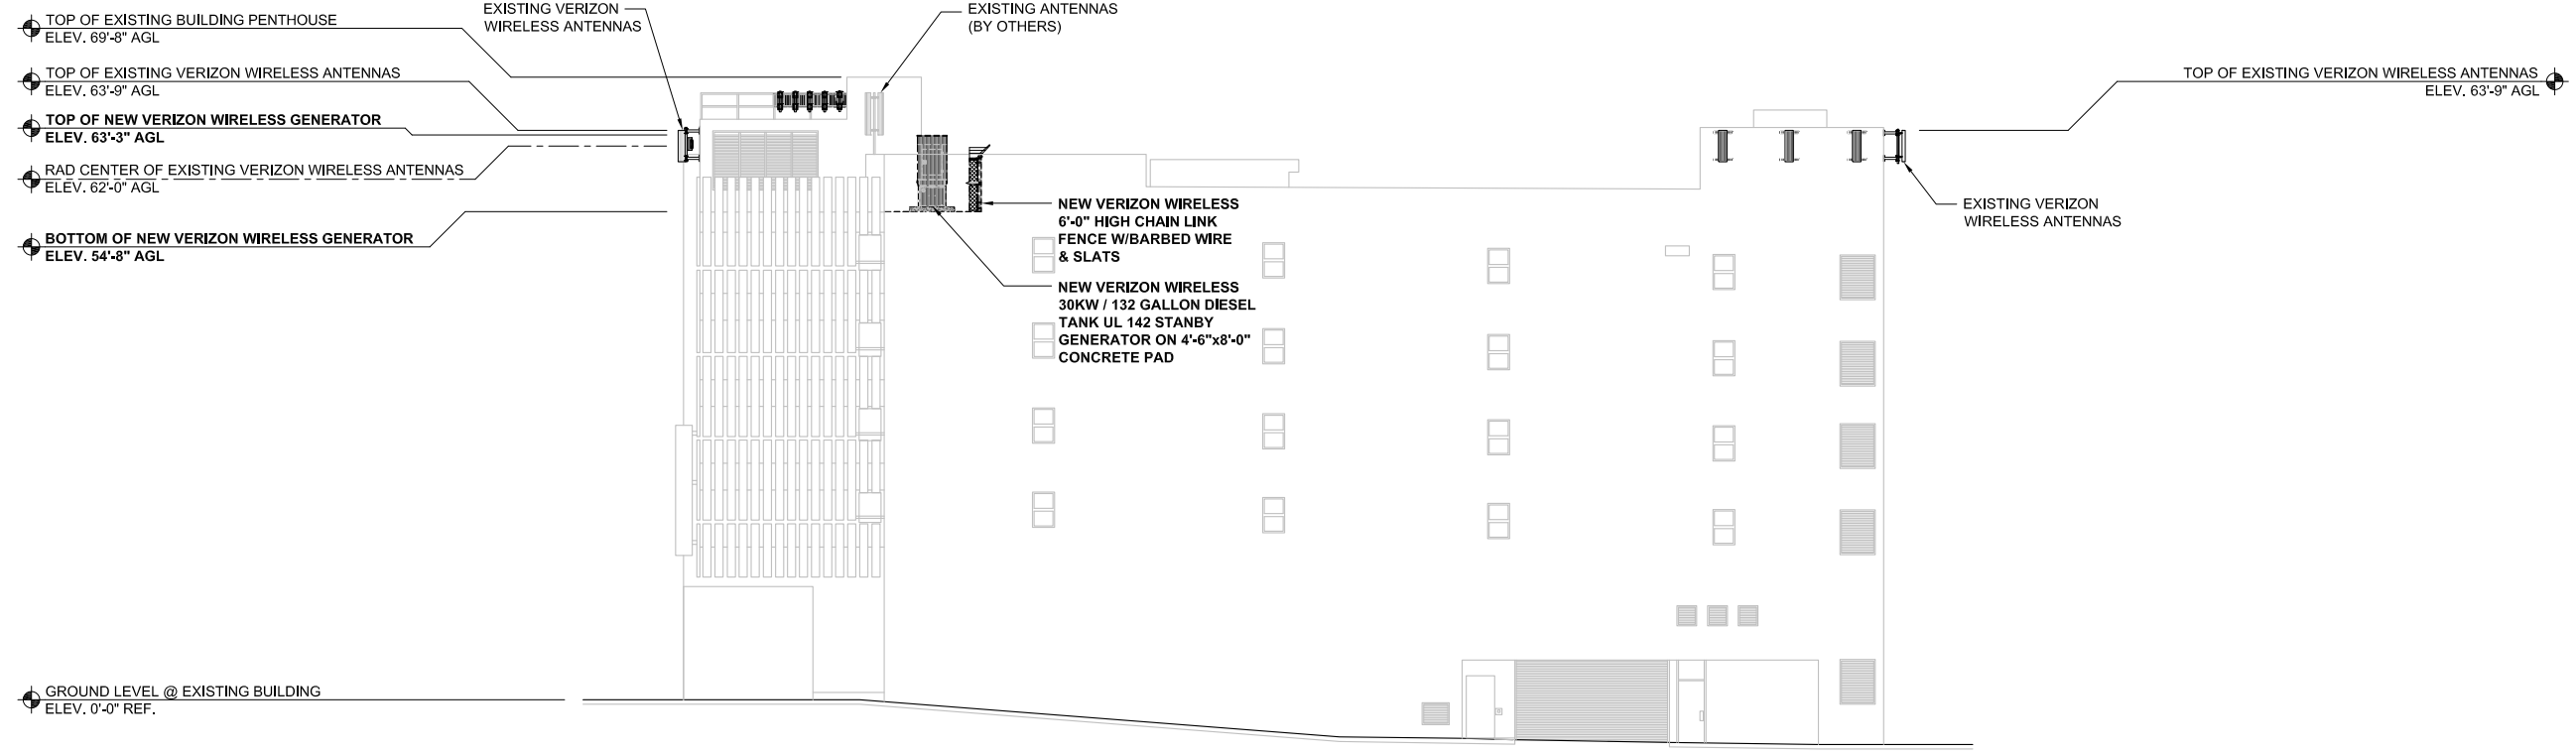 TOP OF EXISTING BUILDING PENTHOUSE
ELEV. 69'-8" AGL
TOP OF EXISTING VERIZON WIRELESS ANTENNAS
ELEV. 63'-9" AGL
TOP OF NEW VERIZON WIRELESS GENERATOR
ELEV. 63'-3" AGL
RAD CENTER OF EXISTING VERIZON WIRELESS ANTENNAS
ELEV. 62'-0" AGL
BOTTOM OF NEW VERIZON WIRELESS GENERATOR
ELEV. 54'-8" AGL
GROUND LEVEL @ EXISTING BUILDING
ELEV. 0'-0" REF.
EXISTING VERIZON
WIRELESS ANTENNAS
EXISTING ANTENNAS
(BY OTHERS)
NEW VERIZON WIRELESS
6'-0" HIGH CHAIN LINK
FENCE W/BARBED WIRE
& SLATS
NEW VERIZON WIRELESS
30KW / 132 GALLON DIESEL
TANK UL 142 STANBY
GENERATOR ON 4'-6"x8'-0"
CONCRETE PAD
TOP OF EXISTING VERIZON WIRELESS ANTENNAS
ELEV. 63'-9" AGL
EXISTING VERIZON
WIRELESS ANTENNAS